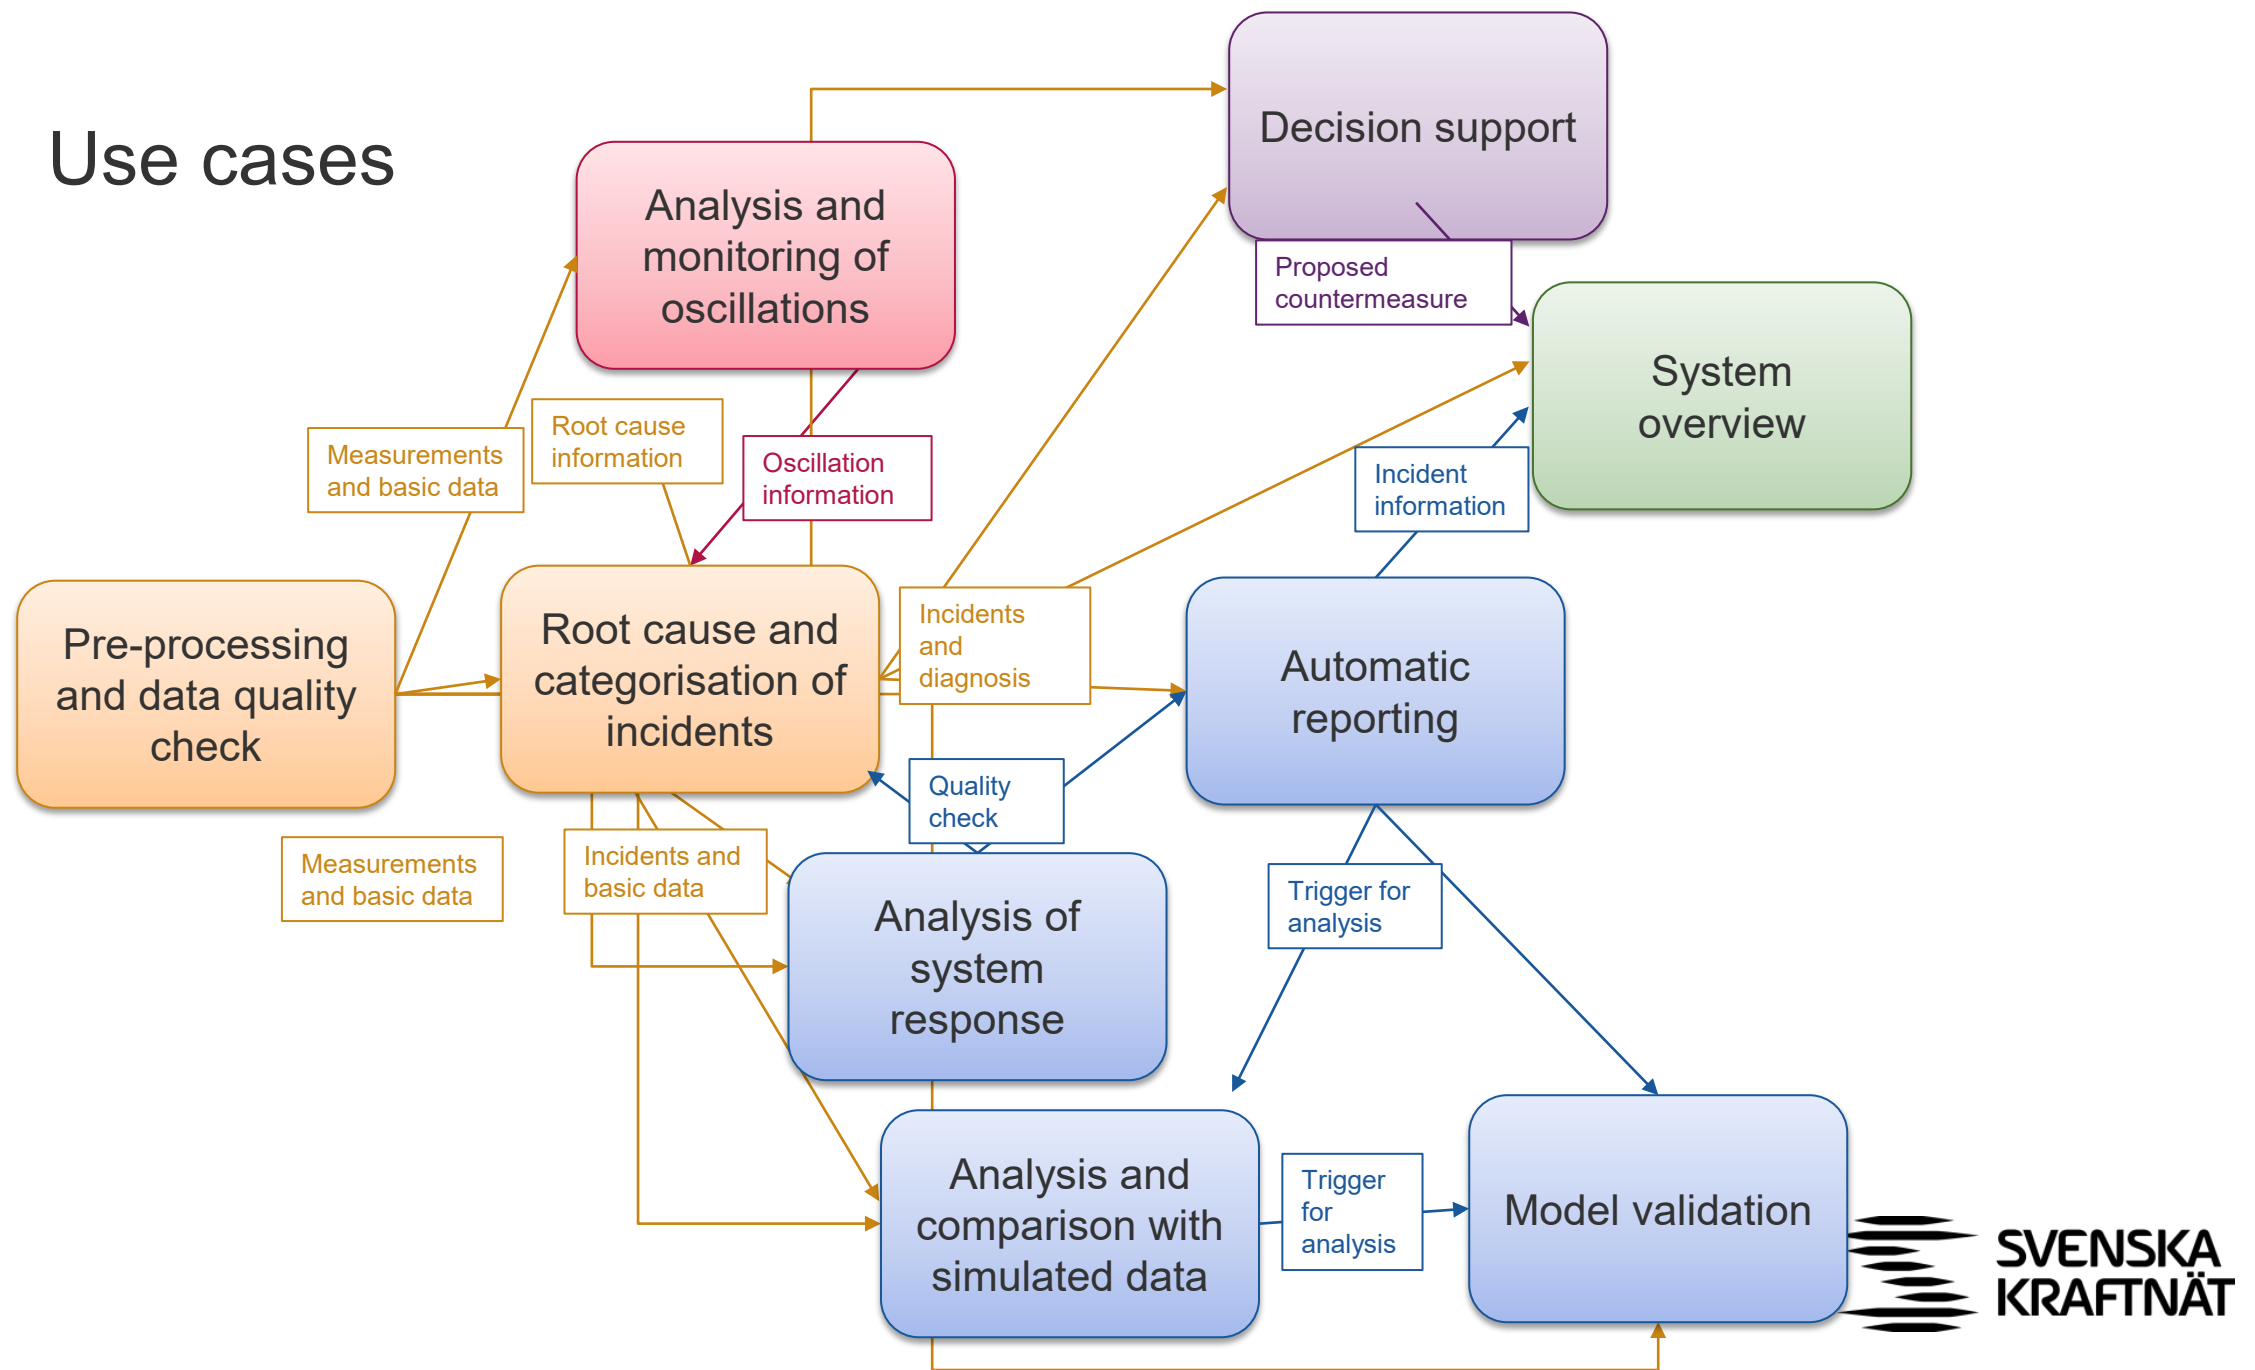 Use cases
Decision support
Analysis and
monitoring of
oscillations
Proposed
countermeasure
System
overview
Root cause
information
Measurements
and basic data
Oscillation
information
Incident
information
Pre-processing
and data quality
check
Root cause and
categorisation of
incidents
Incidents
and
diagnosis
Automatic
reporting
Quality
check
Measurements
and basic data
Incidents and
basic data
Trigger for
analysis
Analysis of
system
response
Analysis and
comparison with
simulated data
Trigger
for
analysis
Model validation
SVENSKA
KRAFTNÄT